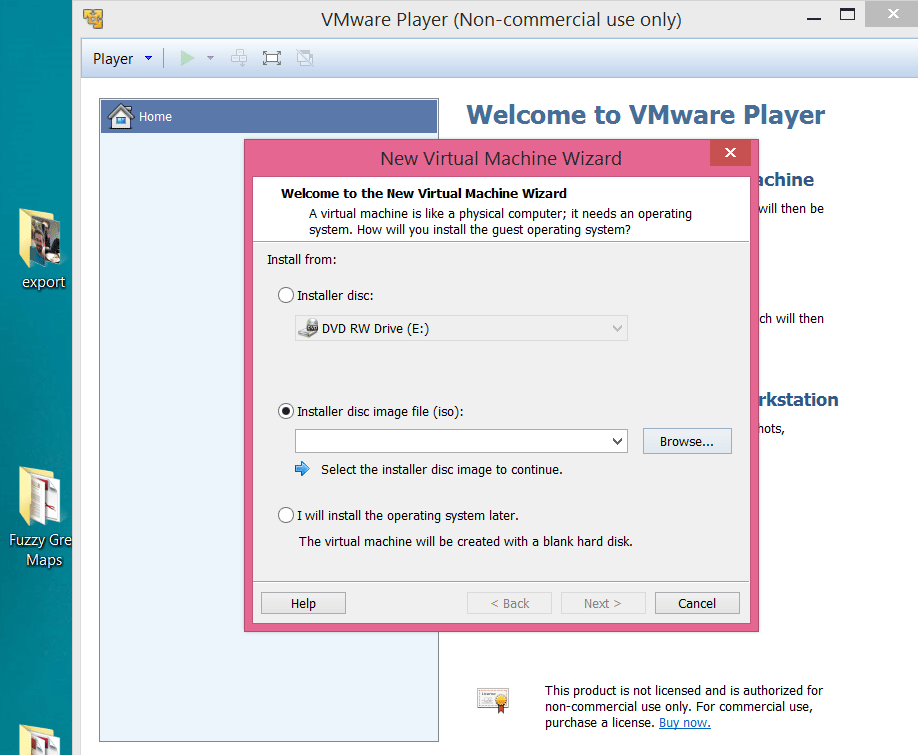 VMware Player (Non-commercial use only)
Player
Home
Welcome to VMware Player
achine
will then be
ch will then
rkstation
hots,
New Virtual Machine Wizard
Welcome to the New Virtual Machine Wizard
A virtual machine is like a physical computer; it needs an operating
system. How will you install the guest operating system?
Install from:
Installer disc:
DVD RW Drive (E:)
Installer disc image file (iso):
Browse...
Select the installer disc image to continue.
I will install the operating system later.
The virtual machine will be created with a blank hard disk.
Help
< Back
Next >
Cancel
This product is not licensed and is authorized for
non-commercial use only. For commercial use,
purchase a license. Buy now.
export
Fuzzy Gre
Maps